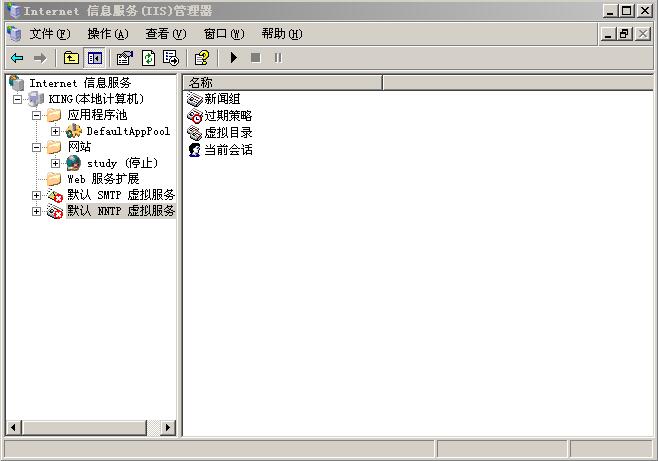 Internet 信息服务(IIS)管理器
文件(F) 操作(A) 查看(V) 窗口(W) 帮助(H)
Internet 信息服务
KING(本地计算机)
应用程序池
DefaultAppPool
网站
study (停止)
Web 服务扩展
默认 SMTP 虚拟服务
默认 NNTP 虚拟服务
名称
新闻组
过期策略
虚拟目录
当前会话